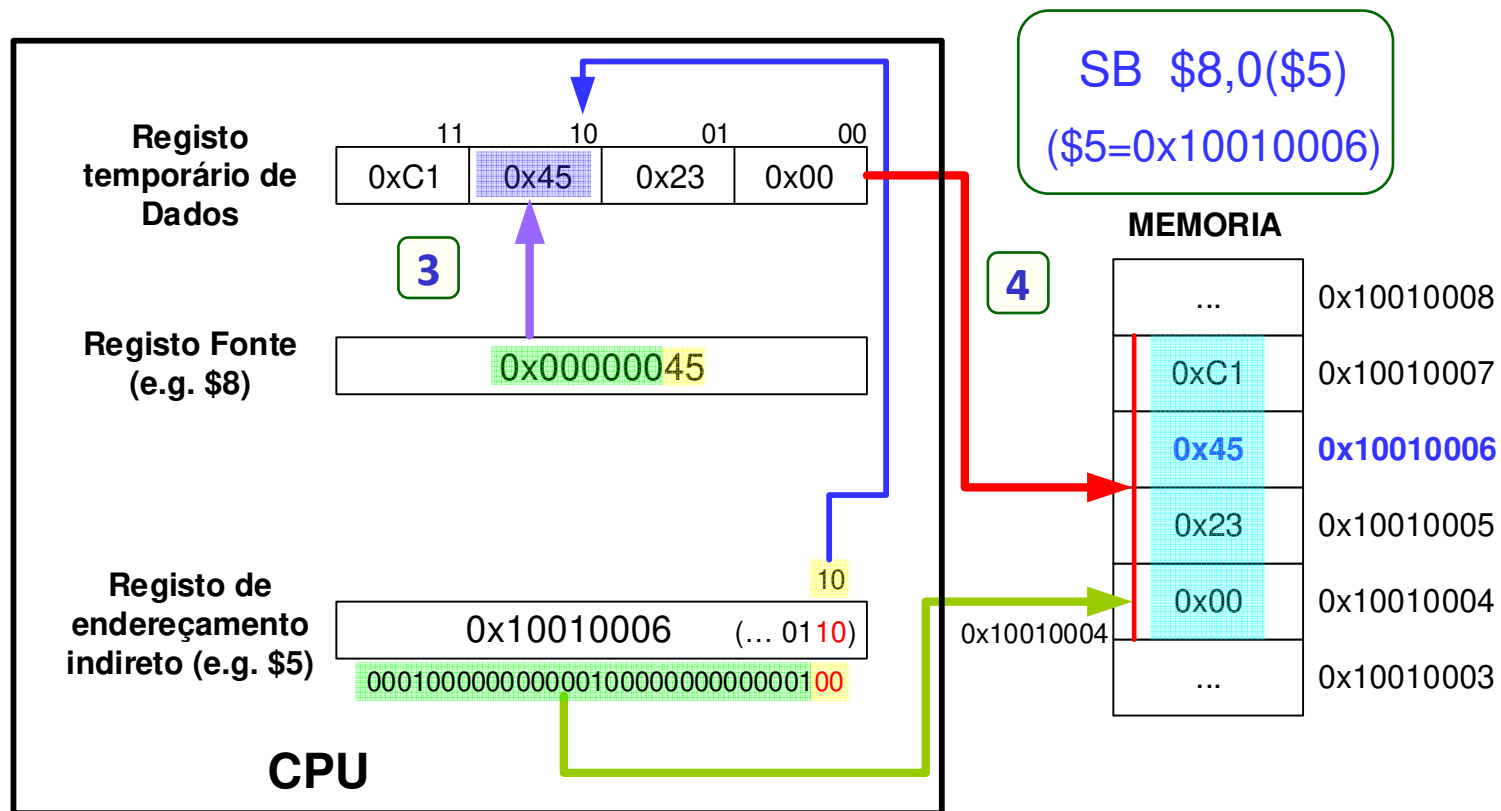 SB $8,0($5)
($5=0x10010006)
Registo
temporário de
Dados
11 10 01 00
0xC1 0x45 0x23 0x00
3
4
MEMORIA
... 0x10010008
0xC1 0x10010007
0x45 0x10010006
0x23 0x10010005
0x00 0x10010004
... 0x10010003
Registo Fonte
(e.g. $8)
0x00000045
Registo de
endereçamento
indireto (e.g. $5)
10
0x10010006 (... 0110)
00010000000000010000000000000100
0x10010004
CPU